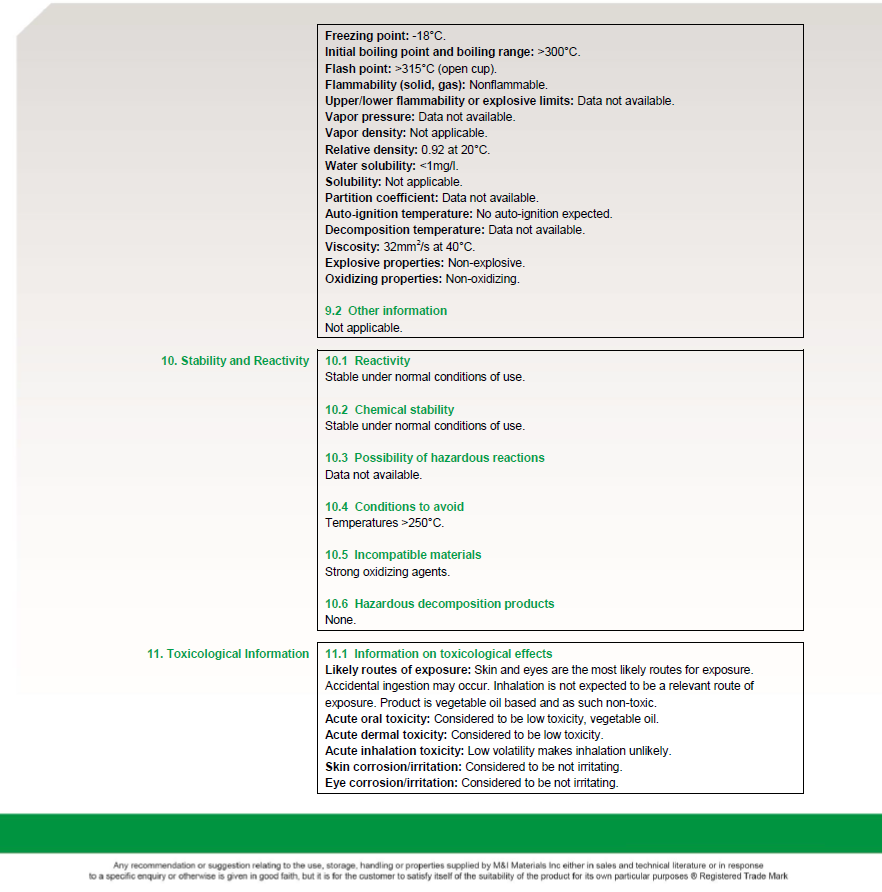 Freezing point: -18°C.
Initial boiling point and boiling range: >300°C.
Flash point: >315°C (open cup).
Flammability (solid, gas): Nonflammable.
Upper/lower flammability or explosive limits: Data not available.
Vapor pressure: Data not available.
Vapor density: Not applicable.
Relative density: 0.92 at 20°C.
Water solubility: <1mg/l.
Solubility: Not applicable.
Partition coefficient: Data not available.
Auto-ignition temperature: No auto-ignition expected.
Decomposition temperature: Data not available.
Viscosity: 32mm²/s at 40°C.
Explosive properties: Non-explosive.
Oxidizing properties: Non-oxidizing.
9.2 Other information
Not applicable.
10. Stability and Reactivity
10.1 Reactivity
Stable under normal conditions of use.
10.2 Chemical stability
Stable under normal conditions of use.
10.3 Possibility of hazardous reactions
Data not available.
10.4 Conditions to avoid
Temperatures >250°C.
10.5 Incompatible materials
Strong oxidizing agents.
10.6 Hazardous decomposition products
None.
11. Toxicological Information
11.1 Information on toxicological effects
Likely routes of exposure: Skin and eyes are the most likely routes for exposure.
Accidental ingestion may occur. Inhalation is not expected to be a relevant route of
exposure. Product is vegetable oil based and as such non-toxic.
Acute oral toxicity: Considered to be low toxicity, vegetable oil.
Acute dermal toxicity: Considered to be low toxicity.
Acute inhalation toxicity: Low volatility makes inhalation unlikely.
Skin corrosion/irritation: Considered to be not irritating.
Eye corrosion/irritation: Considered to be not irritating.
Any recommendation or suggestion relating to the use, storage, handling or properties supplied by M&I Materials Inc either in sales and technical literature or in response
to a specific enquiry or otherwise is given in good faith, but it is for the customer to satisfy itself of the suitability of the product for its own particular purposes ® Registered Trade Mark